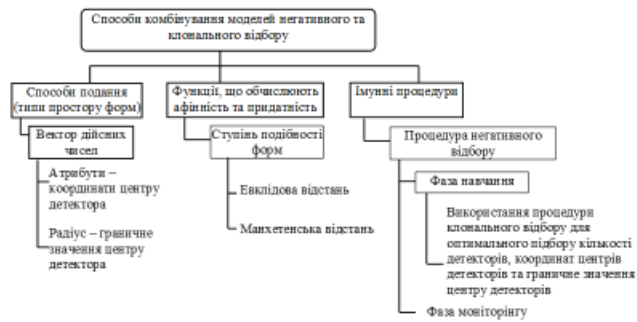 Способи комбінування моделей негативного та
клонального відбору
Способи подання
(типи простору форм)
Вектор дійсних
чисел
Атрибути –
координати центру
детектора
Радіус – граничне
значення центру
детектора
Функції, що обчислюють
афінність та придатність
Ступінь подібності
форм
Евклідова відстань
Манхетенська відстань
Імунні процедури
Процедура негативного
відбору
Фаза навчання
Використання процедури
клонального відбору для
оптимального підбору кількості
детекторів, координат центрів
детекторів та граничне значення
центру детекторів
Фаза моніторінгу